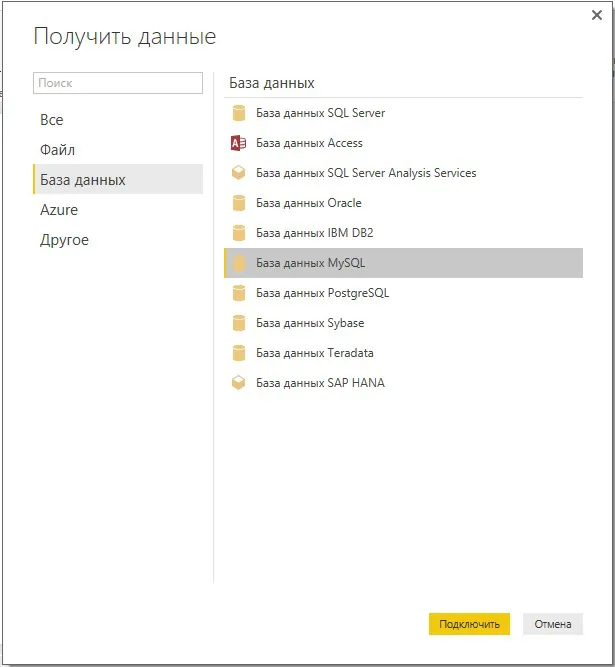 Получить данные
Поиск
Все
Файл
База данных
Azure
Другое
База данных
База данных SQL Server
База данных Access
База данных SQL Server Analysis Services
База данных Oracle
База данных IBM DB2
База данных MySQL
База данных PostgreSQL
База данных Sybase
База данных Teradata
База данных SAP HANA
Подключить
Отмена